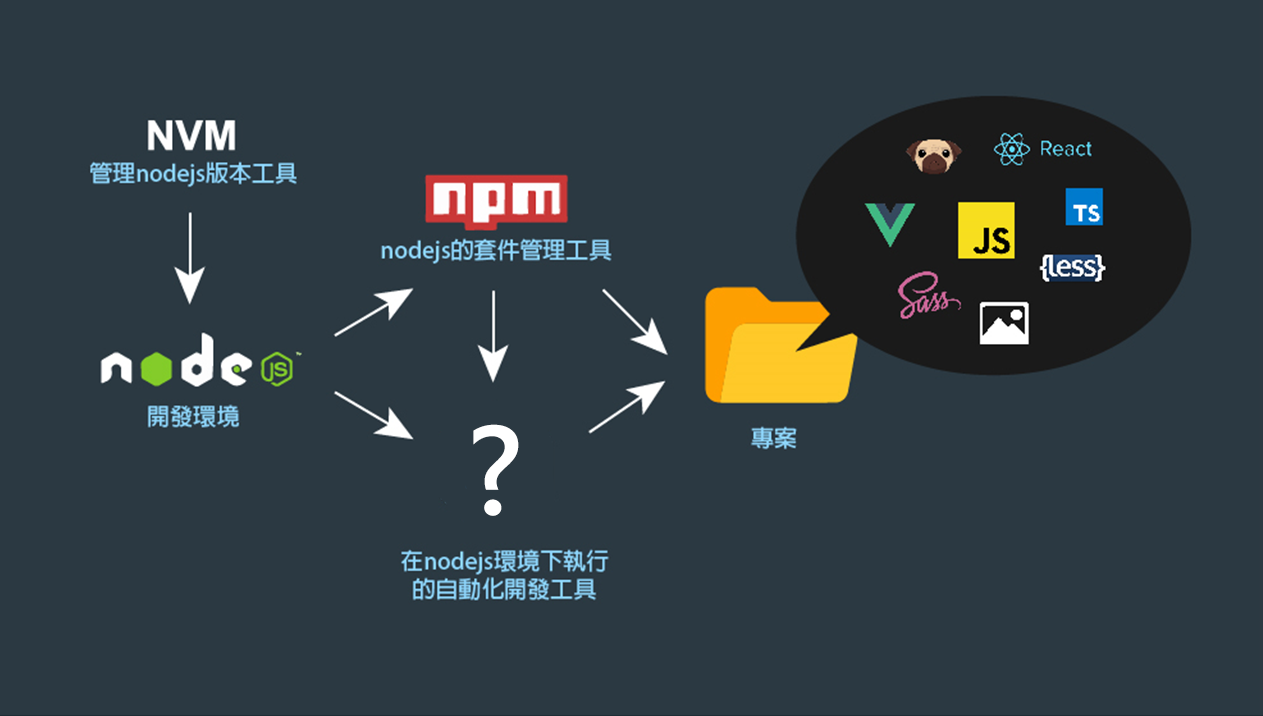 NVM
管理nodejs版本工具
node JS™
開發環境
npm
nodejs的套件管理工具
?
在nodejs環境下執行
的自動化開發工具
專案
React
TS
JS
{less}
Sass